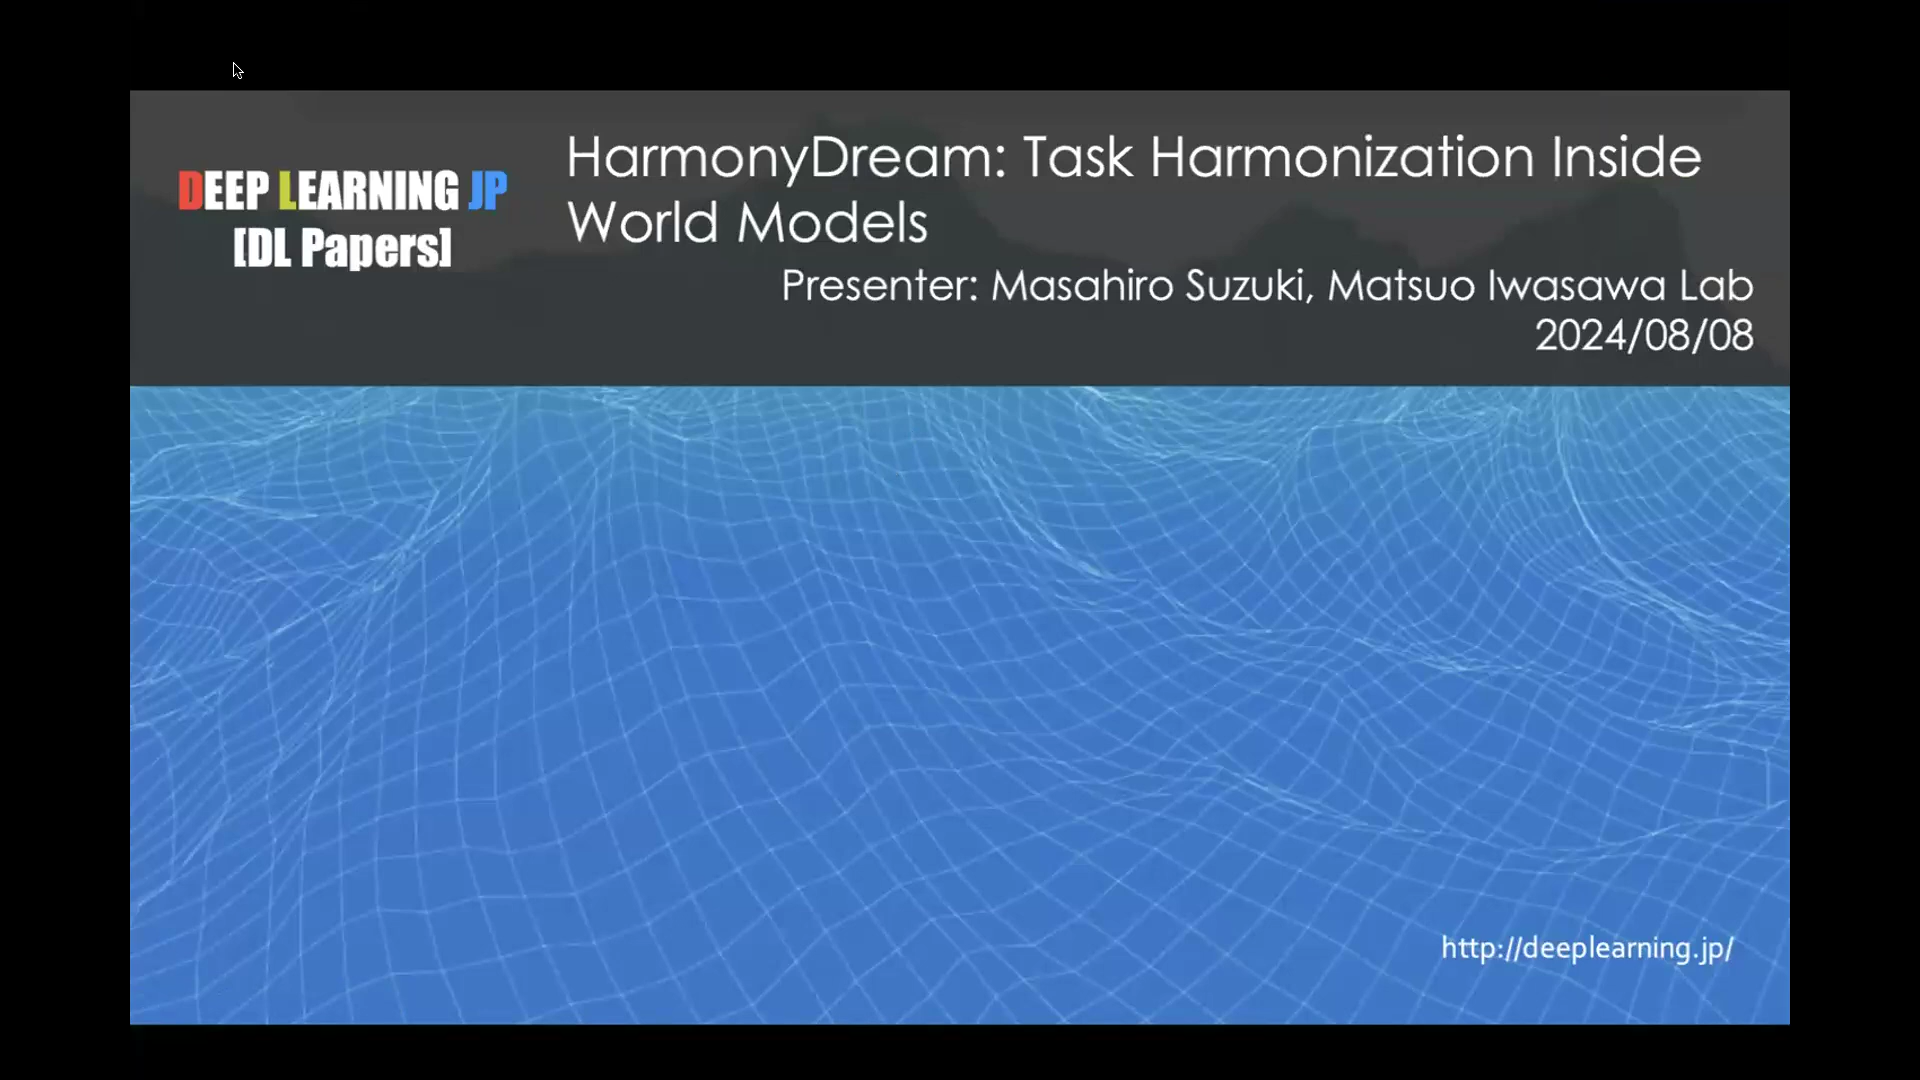 DEEP LEARNING JP
[DL Papers]
HarmonyDream: Task Harmonization Inside
World Models
Presenter: Masahiro Suzuki, Matsuo Iwasawa Lab
2024/08/08
http://deeplearning.jp/